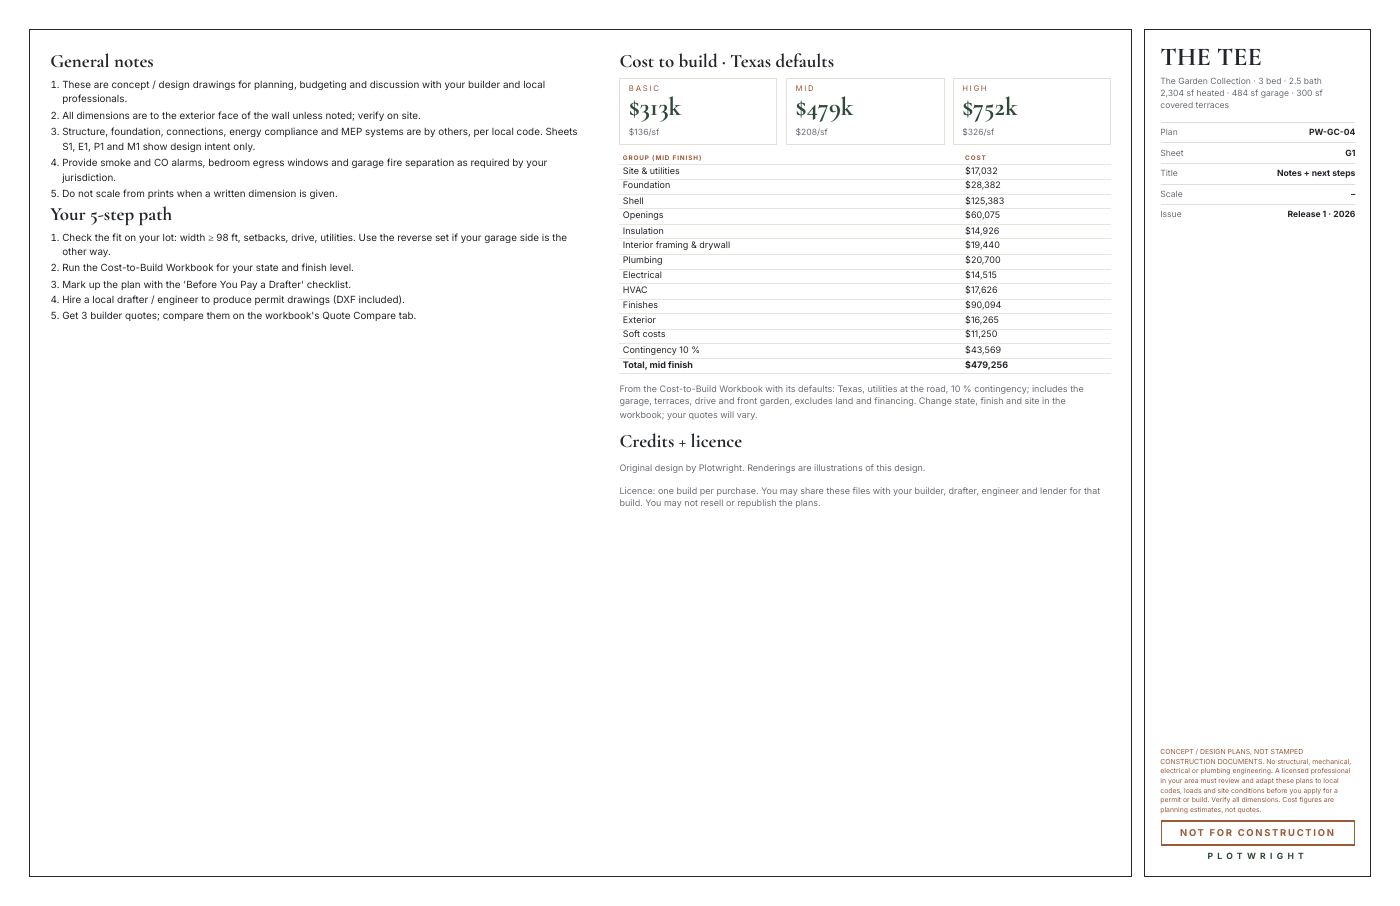 General notes
1. These are concept / design drawings for planning, budgeting and discussion with your builder and local
professionals.
2. All dimensions are to the exterior face of the wall unless noted; verify on site.
3. Structure, foundation, connections, energy compliance and MEP systems are by others, per local code. Sheets
S1, E1, P1 and M1 show design intent only.
4. Provide smoke and CO alarms, bedroom egress windows and garage fire separation as required by your
jurisdiction.
5. Do not scale from prints when a written dimension is given.
Your 5-step path
1. Check the fit on your lot: width ≥ 98 ft, setbacks, drive, utilities. Use the reverse set if your garage side is the
other way.
2. Run the Cost-to-Build Workbook for your state and finish level.
3. Mark up the plan with the 'Before You Pay a Drafter' checklist.
4. Hire a local drafter / engineer to produce permit drawings (DXF included).
5. Get 3 builder quotes; compare them on the workbook's Quote Compare tab.
Cost to build · Texas defaults
BASIC
$313k
$136/sf
MID
$479k
$208/sf
HIGH
$752k
$326/sf
GROUP (MID FINISH) COST
Site & utilities $17,032
Foundation $28,382
Shell $125,383
Openings $60,075
Insulation $14,926
Interior framing & drywall $19,440
Plumbing $20,700
Electrical $14,515
HVAC $17,626
Finishes $90,094
Exterior $16,265
Soft costs $11,250
Contingency 10 % $43,569
Total, mid finish $479,256
From the Cost-to-Build Workbook with its defaults: Texas, utilities at the road, 10 % contingency; includes the
garage, terraces, drive and front garden, excludes land and financing. Change state, finish and site in the
workbook; your quotes will vary.
Credits + licence
Original design by Plotwright. Renderings are illustrations of this design.
Licence: one build per purchase. You may share these files with your builder, drafter, engineer and lender for that
build. You may not resell or republish the plans.
THE TEE
The Garden Collection · 3 bed · 2.5 bath
2,304 sf heated · 484 sf garage · 300 sf
covered terraces
Plan PW-GC-04
Sheet G1
Title Notes + next steps
Scale –
Issue Release 1 · 2026
CONCEPT / DESIGN PLANS, NOT STAMPED
CONSTRUCTION DOCUMENTS. No structural, mechanical,
electrical or plumbing engineering. A licensed professional
in your area must review and adapt these plans to local
codes, loads and site conditions before you apply for a
permit or build. Verify all dimensions. Cost figures are
planning estimates, not quotes.
NOT FOR CONSTRUCTION
PLOTWRIGHT